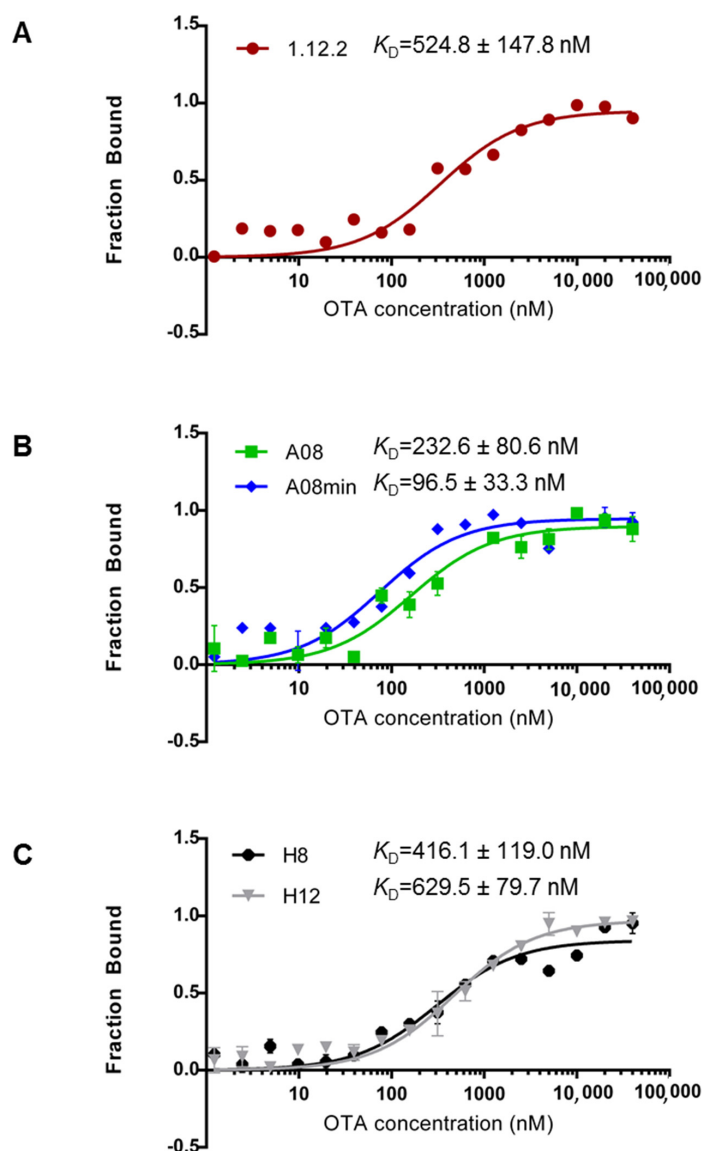 A
1.5
1.12.2
KD=524.8 ± 147.8 nM
1.0
Fraction Bound
0.5
0.0
10
100
1000
10,000
100,000
OTA concentration (nM)
-0.5
B
1.5
A08
KD=232.6 ± 80.6 nM
A08min
KD=96.5 ± 33.3 nM
1.0
Fraction Bound
0.5
0.0
10
100
1000
10,000
100,000
OTA concentration (nM)
-0.5
C
1.5
H8
KD=416.1 ± 119.0 nM
H12
KD=629.5 ± 79.7 nM
1.0
Fraction Bound
0.5
0.0
10
100
1000
10,000
100,000
OTA concentration (nM)
-0.5